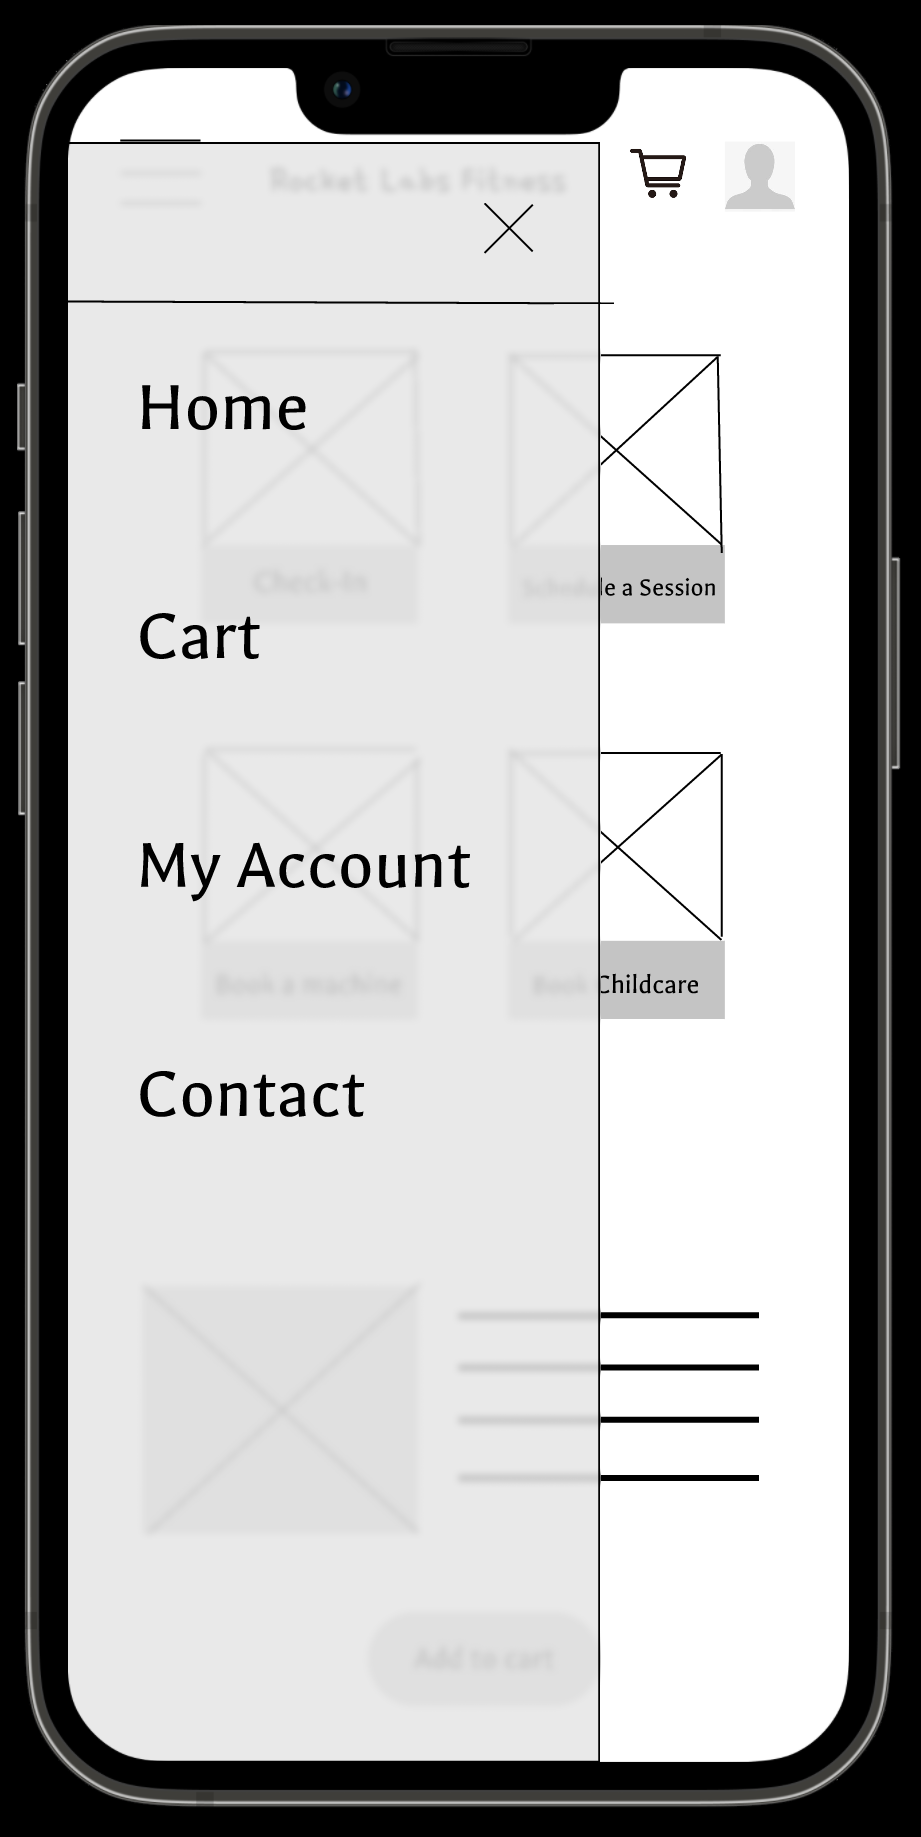 Rocket Labs Fitness
Home
Check-In
Schedule a Session
Cart
My Account
Book a machine
Book Childcare
Contact
Add to cart